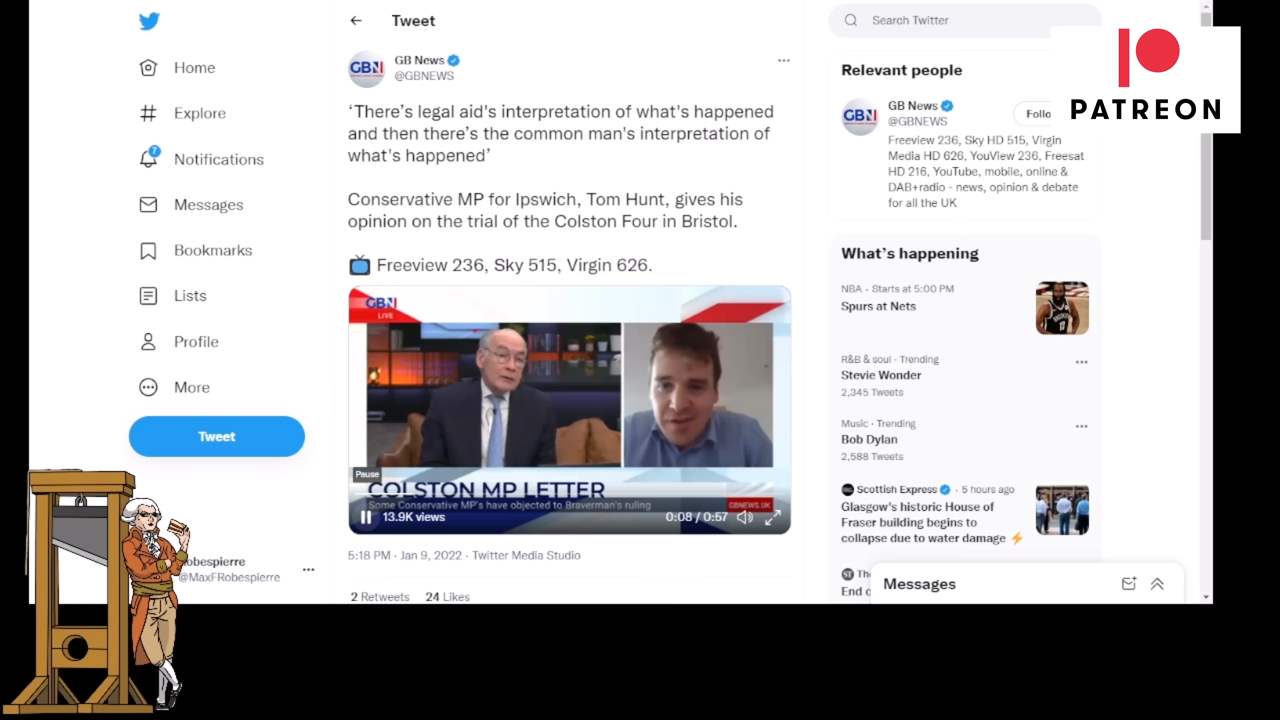 Tweet
Search Twitter
GB News
@GBNEWS
Home
Explore
7
Notifications
Messages
Bookmarks
Lists
Profile
More
Tweet
obespierre
@MaxFRobespierre
‘There’s legal aid's interpretation of what's happened
and then there’s the common man's interpretation of
what's happened’
Conservative MP for Ipswich, Tom Hunt, gives his
opinion on the trial of the Colston Four in Bristol.
Freeview 236, Sky 515, Virgin 626.
GBN
LIVE
Pause
COLSTON MP LETTER
Some Conservative MP's have objected to Braverman's ruling
GBNEWS.UK
13.9K views
0:08 / 0:57
5:18 PM · Jan 9, 2022 · Twitter Media Studio
2 Retweets 24 Likes
Relevant people
GBN
GB News
@GBNEWS
Follo
Freeview 236, Sky HD 515, Virgin
Media HD 626, YouView 236, Freesat
HD 216, YouTube, mobile, online &
DAB+radio - news, opinion & debate
for all the UK
What’s happening
NBA · Starts at 5:00 PM
Spurs at Nets
R&B & soul · Trending
Stevie Wonder
2,345 Tweets
Music · Trending
Bob Dylan
2,588 Tweets
Scottish Express · 5 hours ago
Glasgow's historic House of
Fraser building begins to
collapse due to water damage
Th
End o
Messages
PATREON